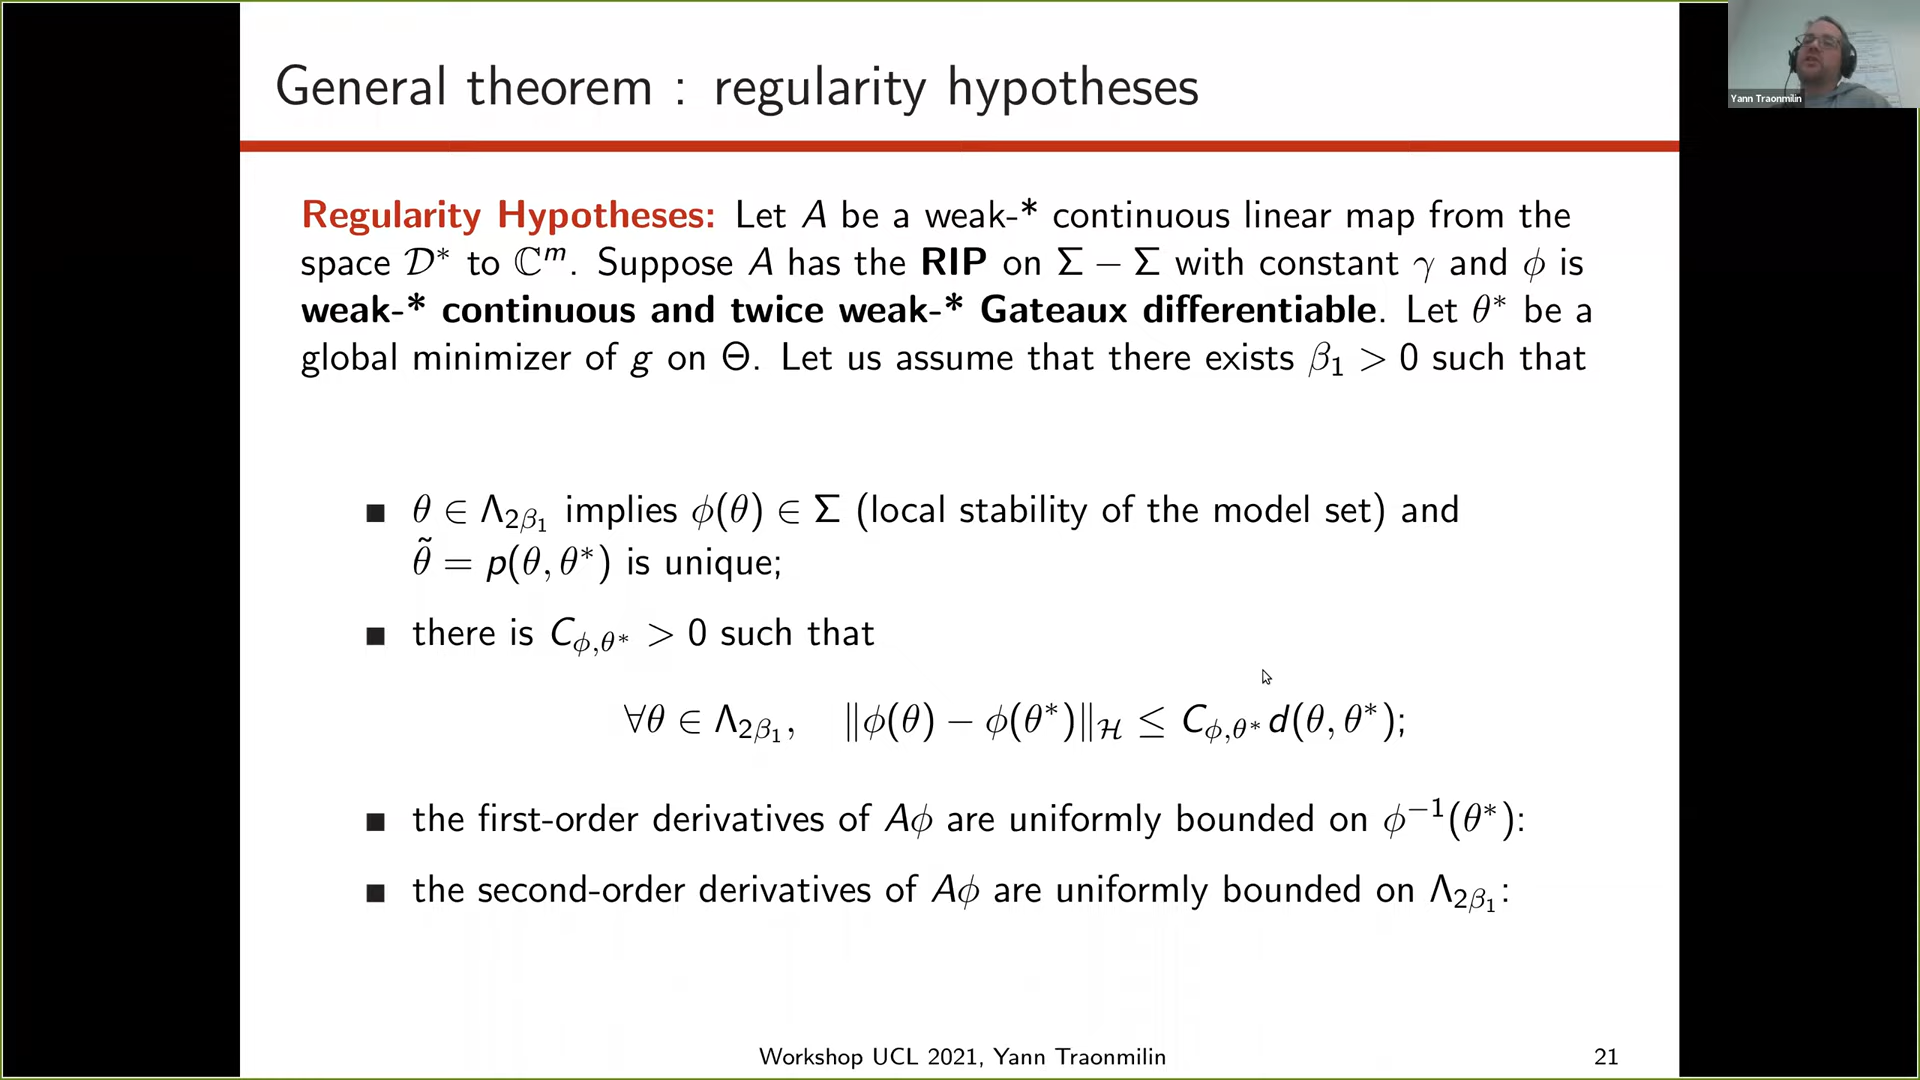 General theorem : regularity hypotheses
Yann Traonmilin
Regularity Hypotheses: Let A be a weak-* continuous linear map from the
space 𝒟* to ℂᵐ. Suppose A has the RIP on Σ − Σ with constant γ and ϕ is
weak-* continuous and twice weak-* Gateaux differentiable. Let θ* be a
global minimizer of g on Θ. Let us assume that there exists β₁ > 0 such that
■ θ ∈ Λ_{2β₁} implies ϕ(θ) ∈ Σ (local stability of the model set) and
θ̃ = p(θ, θ*) is unique;
■ there is C_{ϕ,θ*} > 0 such that
∀θ ∈ Λ_{2β₁}, ‖ϕ(θ) − ϕ(θ*)‖_ℋ ≤ C_{ϕ,θ*} d(θ, θ*);
■ the first-order derivatives of Aϕ are uniformly bounded on ϕ⁻¹(θ*):
■ the second-order derivatives of Aϕ are uniformly bounded on Λ_{2β₁}:
Workshop UCL 2021, Yann Traonmilin
21